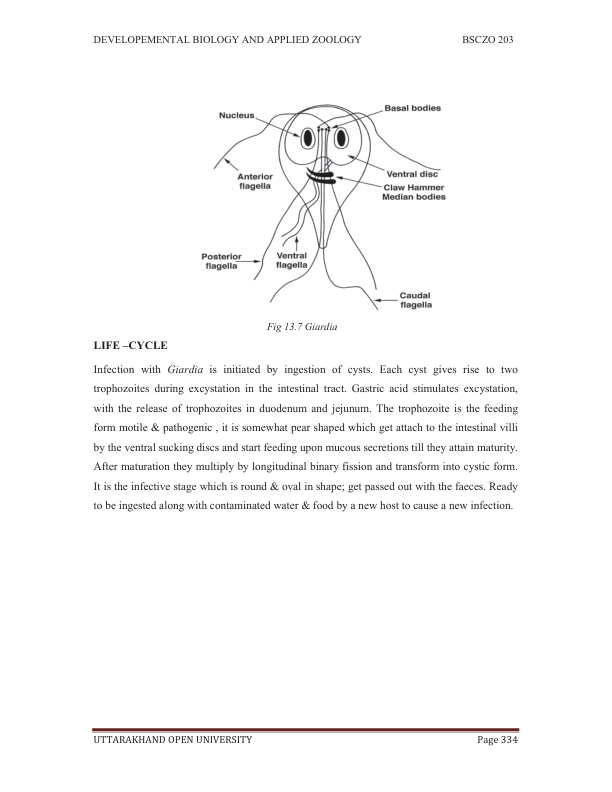 DEVELOPEMENTAL BIOLOGY AND APPLIED ZOOLOGY BSCZO 203
Nucleus
Basal bodies
Anterior
flagella
Ventral disc
Claw Hammer
Median bodies
Posterior
flagella
Ventral
flagella
Caudal
flagella
Fig 13.7 Giardia
LIFE –CYCLE
Infection with Giardia is initiated by ingestion of cysts. Each cyst gives rise to two
trophozoites during excystation in the intestinal tract. Gastric acid stimulates excystation,
with the release of trophozoites in duodenum and jejunum. The trophozoite is the feeding
form motile & pathogenic , it is somewhat pear shaped which get attach to the intestinal villi
by the ventral sucking discs and start feeding upon mucous secretions till they attain maturity.
After maturation they multiply by longitudinal binary fission and transform into cystic form.
It is the infective stage which is round & oval in shape; get passed out with the faeces. Ready
to be ingested along with contaminated water & food by a new host to cause a new infection.
UTTARAKHAND OPEN UNIVERSITY Page 334